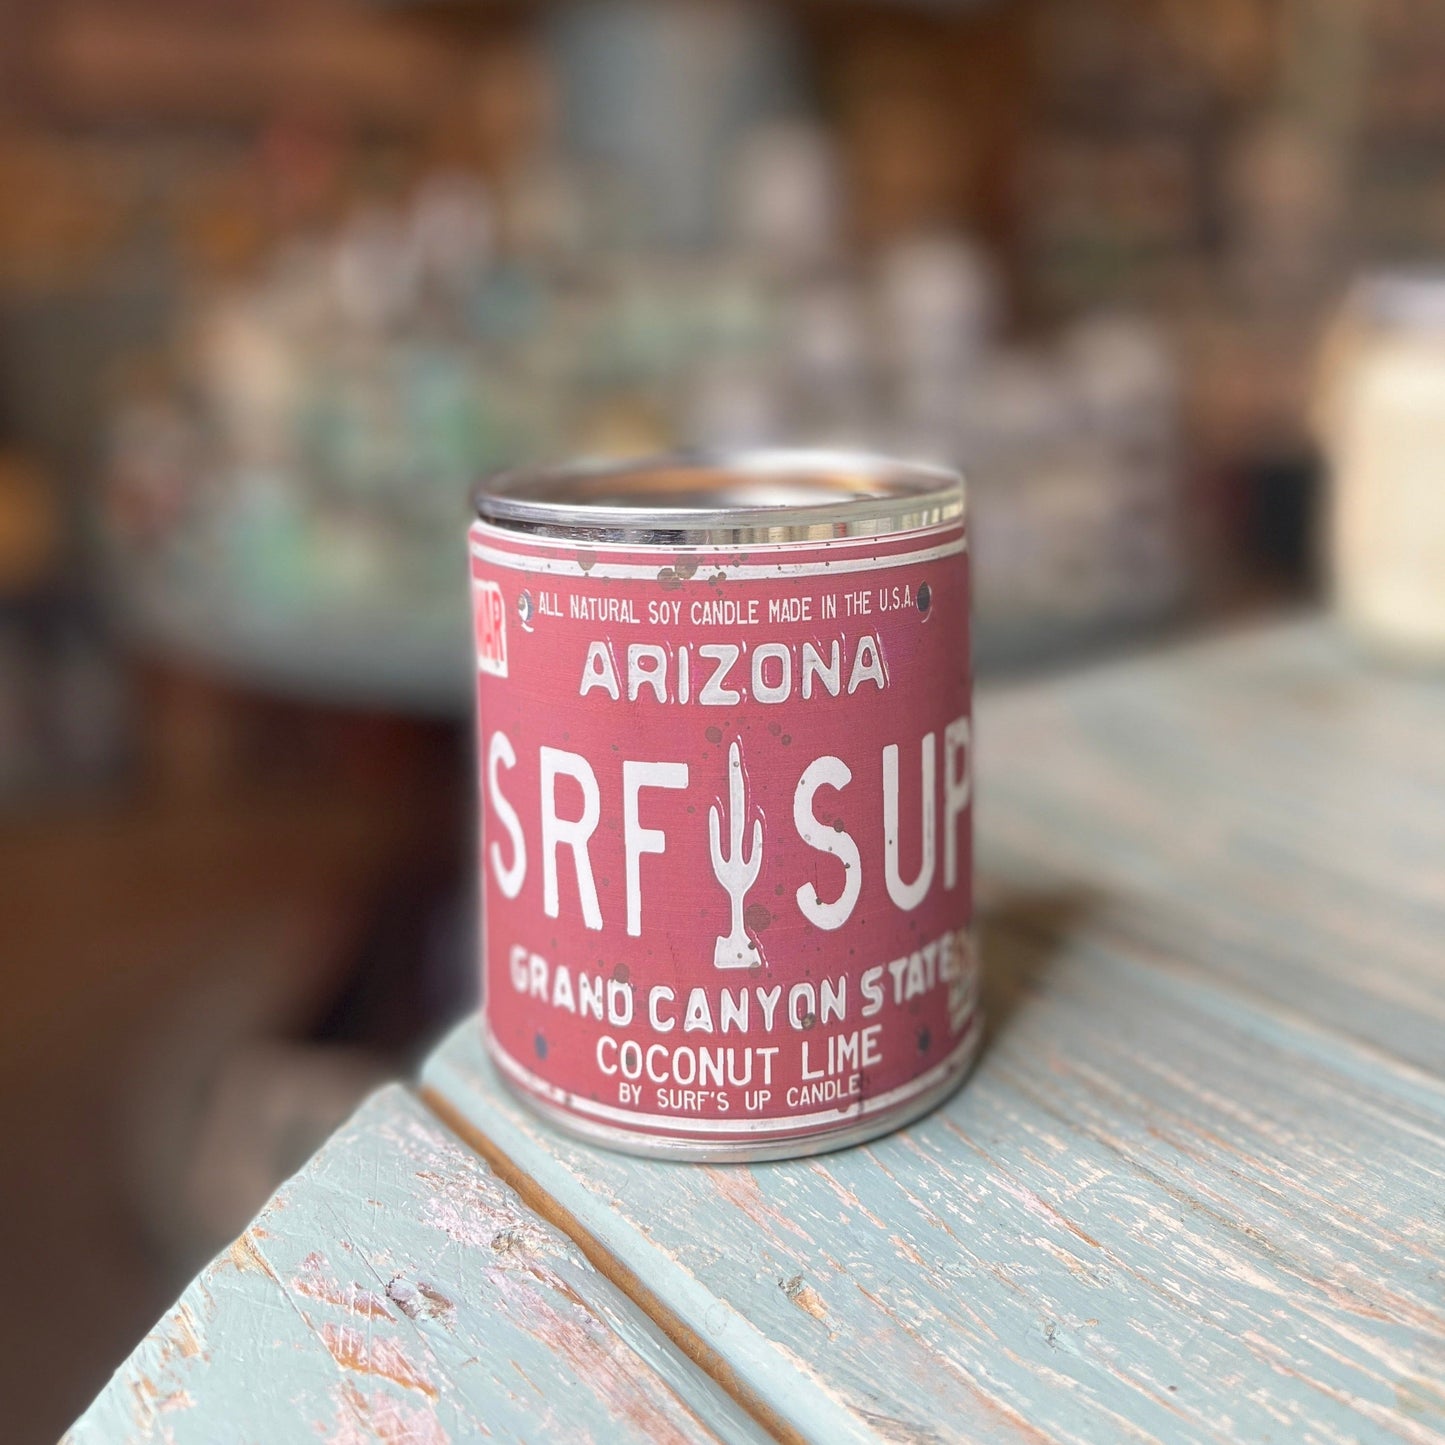 ALL NATURAL SOY CANDLE MADE IN THE U.S.A.
ARIZONA
SRF SUP
GRAND CANYON STATE
COCONUT LIME
BY SURF'S UP CANDLE